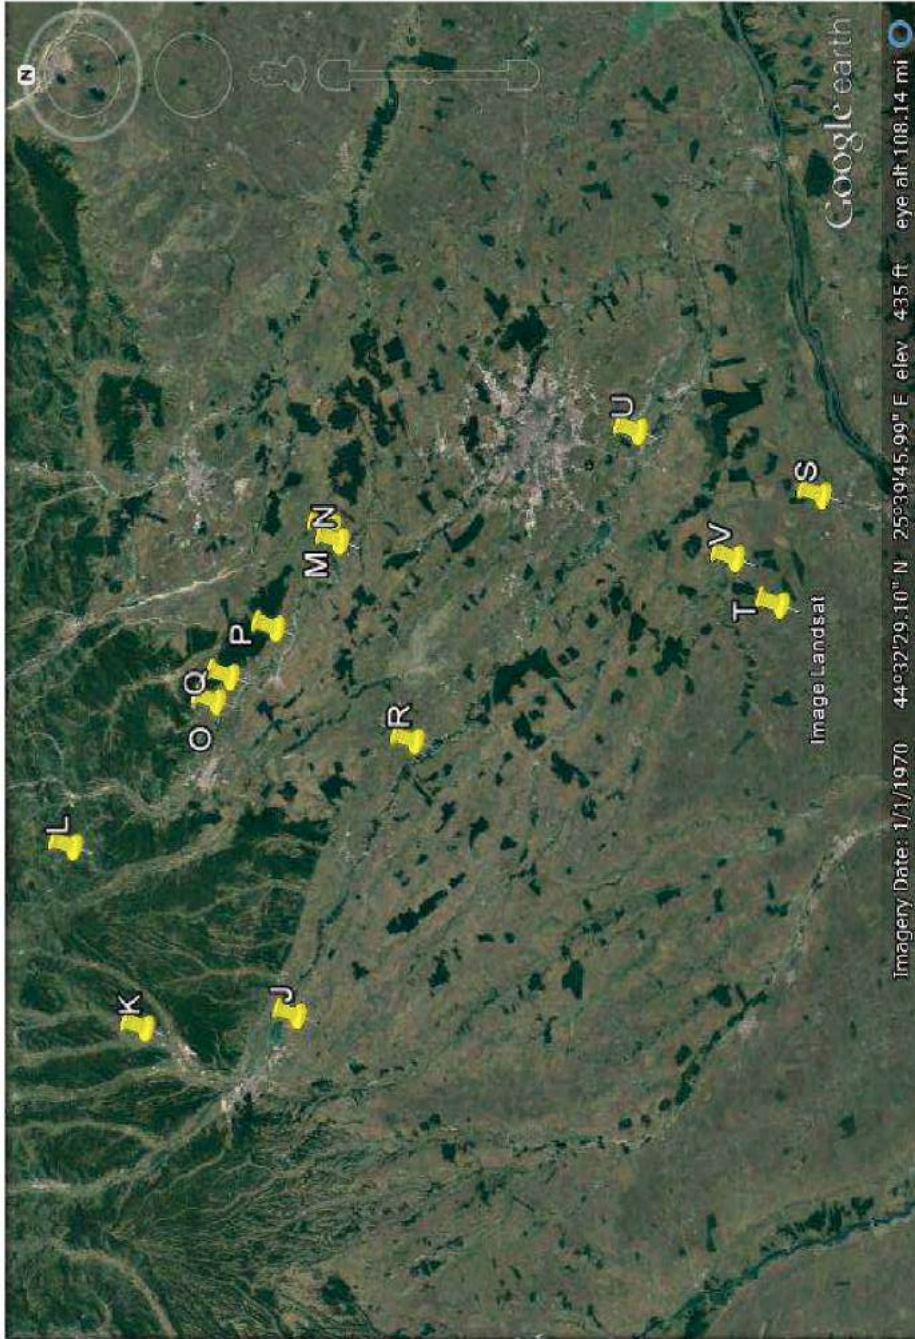 N
L
K
Q
O
P
J
M N
R
U
V
T
S
Image Landsat
Google earth
Imagery Date: 1/1/1970 44°32'29.10" N 25°39'45.99" E elev 435 ft eye alt 108.14 mi